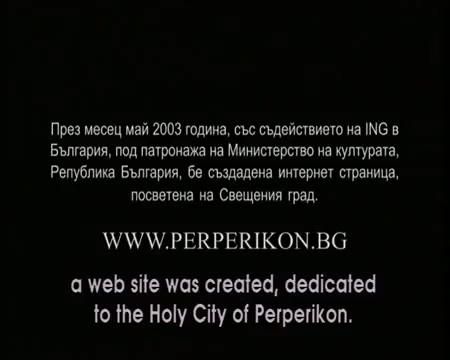 През месец май 2003 година, със съдействието на ING в
България, под патронажа на Министерство на културата,
Република България, бе създадена интернет страница,
посветена на Свещения град.
WWW.PERPERIKON.BG
a web site was created, dedicated
to the Holy City of Perperikon.